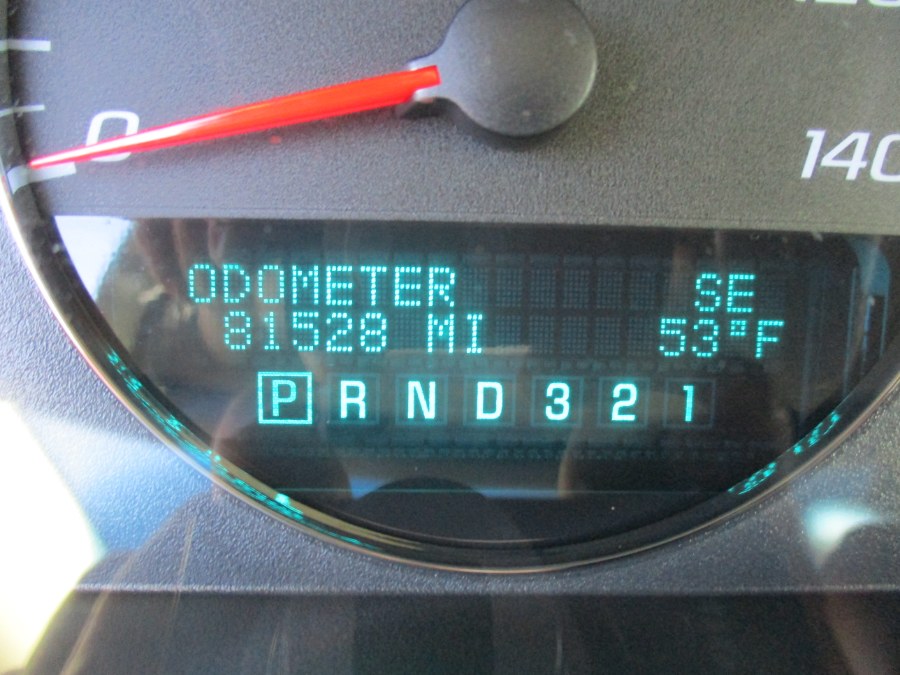 0
140
ODOMETER SE
81528 MI 53°F
P R N D 3 2 1